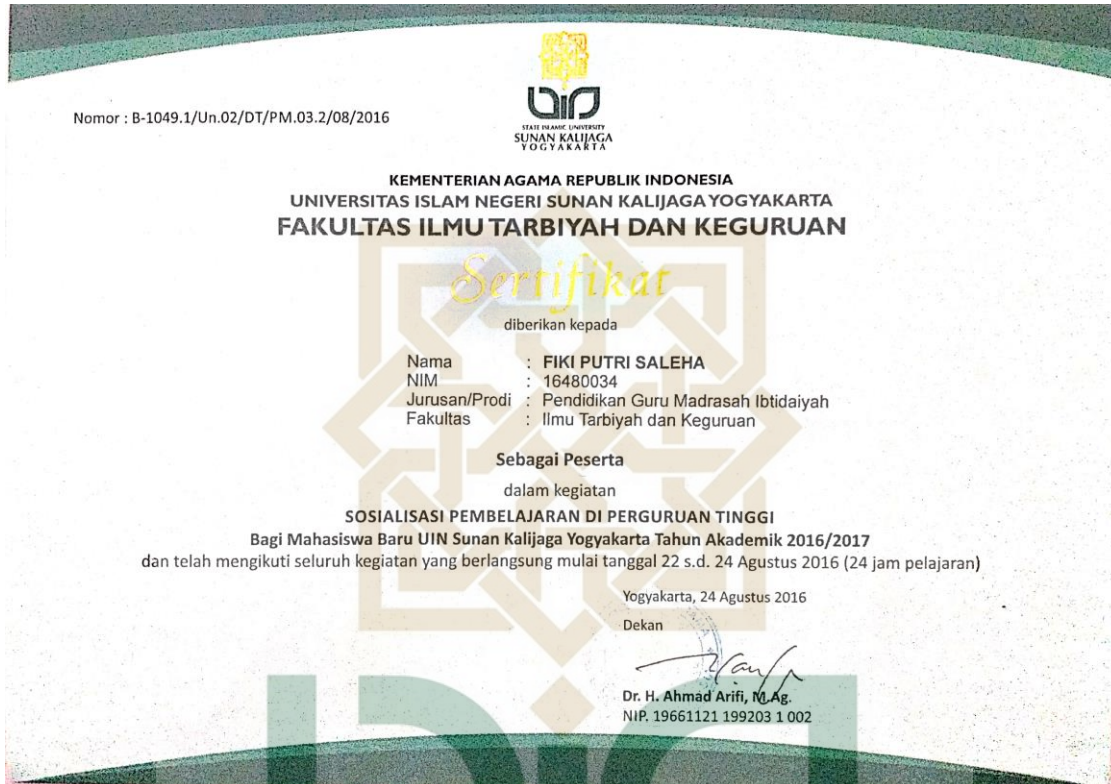 Nomor : B-1049.1/Un.02/DT/PM.03.2/08/2016
uin
STATE ISLAMIC UNIVERSITY
SUNAN KALIJAGA
YOGYAKARTA
KEMENTERIAN AGAMA REPUBLIK INDONESIA
UNIVERSITAS ISLAM NEGERI SUNAN KALIJAGA YOGYAKARTA
FAKULTAS ILMU TARBIYAH DAN KEGURUAN
Sertifikat
diberikan kepada
Nama : FIKI PUTRI SALEHA
NIM : 16480034
Jurusan/Prodi : Pendidikan Guru Madrasah Ibtidaiyah
Fakultas : Ilmu Tarbiyah dan Keguruan
Sebagai Peserta
dalam kegiatan
SOSIALISASI PEMBELAJARAN DI PERGURUAN TINGGI
Bagi Mahasiswa Baru UIN Sunan Kalijaga Yogyakarta Tahun Akademik 2016/2017
dan telah mengikuti seluruh kegiatan yang berlangsung mulai tanggal 22 s.d. 24 Agustus 2016 (24 jam pelajaran)
Yogyakarta, 24 Agustus 2016
Dekan
Dr. H. Ahmad Arifi, M.Ag.
NIP. 19661121 199203 1 002